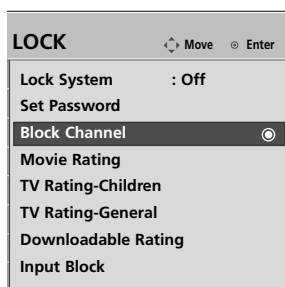 LOCK Move Enter
Lock System : Off
Set Password
Block Channel
Movie Rating
TV Rating-Children
TV Rating-General
Downloadable Rating
Input Block